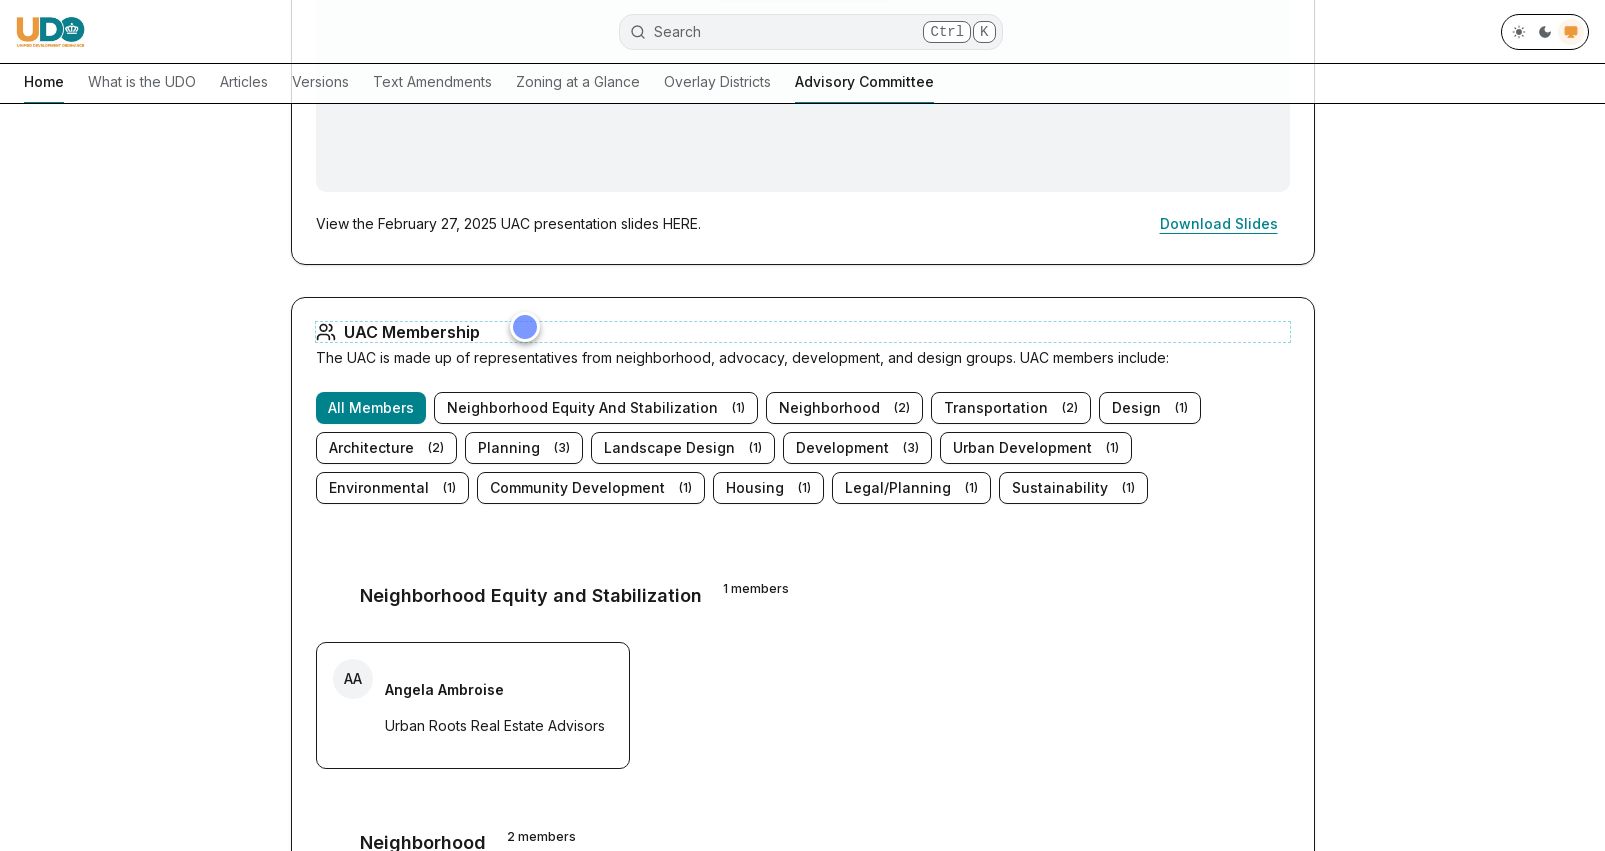 UDO
UNIFIED DEVELOPMENT ORDINANCE
Search
Ctrl K
Home What is the UDO Articles Versions Text Amendments Zoning at a Glance Overlay Districts Advisory Committee
View the February 27, 2025 UAC presentation slides HERE. Download Slides
UAC Membership
The UAC is made up of representatives from neighborhood, advocacy, development, and design groups. UAC members include:
All Members Neighborhood Equity And Stabilization (1) Neighborhood (2) Transportation (2) Design (1)
Architecture (2) Planning (3) Landscape Design (1) Development (3) Urban Development (1)
Environmental (1) Community Development (1) Housing (1) Legal/Planning (1) Sustainability (1)
Neighborhood Equity and Stabilization 1 members
AA
Angela Ambroise
Urban Roots Real Estate Advisors
Neighborhood 2 members